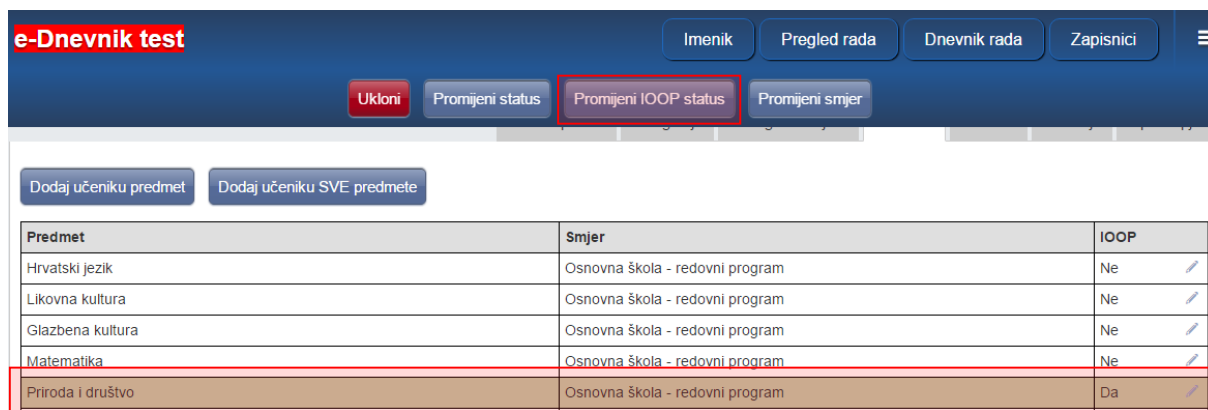 e-Dnevnik test
Imenik Pregled rada Dnevnik rada Zapisnici
Ukloni Promijeni status Promijeni IOOP status Promijeni smjer
Dodaj učeniku predmet Dodaj učeniku SVE predmete
Predmet Smjer IOOP
Hrvatski jezik Osnovna škola - redovni program Ne
Likovna kultura Osnovna škola - redovni program Ne
Glazbena kultura Osnovna škola - redovni program Ne
Matematika Osnovna škola - redovni program Ne
Priroda i društvo Osnovna škola - redovni program Da